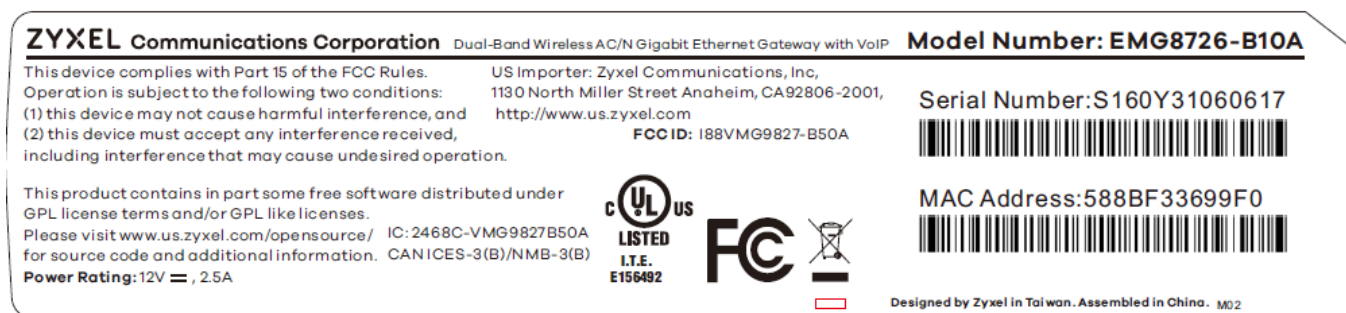 ZYXEL Communications Corporation Dual-Band Wireless AC/N Gigabit Ethernet Gateway with VoIP Model Number: EMG8726-B10A
This device complies with Part 15 of the FCC Rules.
Operation is subject to the following two conditions:
(1) this device may not cause harmful interference, and
(2) this device must accept any interference received,
including interference that may cause undesired operation.
US Importer: Zyxel Communications, Inc,
1130 North Miller Street Anaheim, CA92806-2001,
http://www.us.zyxel.com
FCC ID: I88VMG9827-B50A
Serial Number:S160Y31060617
MAC Address:588BF33699F0
This product contains in part some free software distributed under
GPL license terms and/or GPL like licenses.
Please visit www.us.zyxel.com/opensource/
for source code and additional information.
Power Rating: 12V ⎓ , 2.5A
IC: 2468C-VMG9827B50A
CAN ICES-3(B)/NMB-3(B)
C UL US
LISTED
I.T.E.
E156492
FC
Designed by Zyxel in Taiwan. Assembled in China. M02